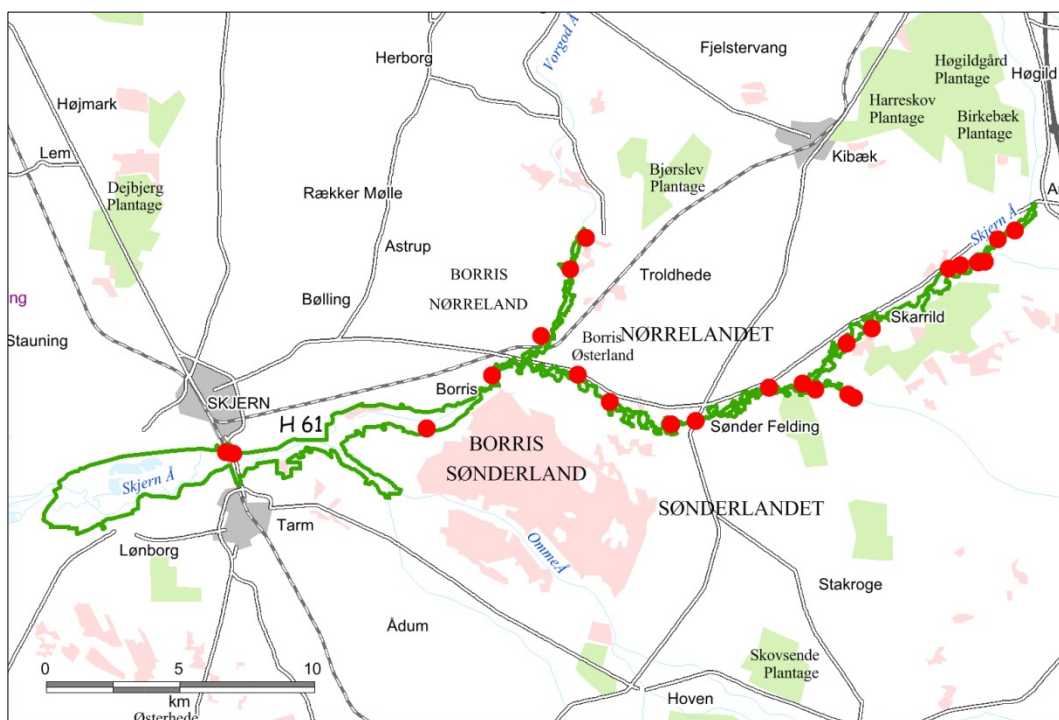 Vorgod Å
Fjelstervang
Herborg
Høgildgård
Plantage
Høgild
Højmark
Harreskov
Plantage
Birkebæk
Plantage
Lem
Kibæk
Bjørslev
Plantage
Dejbjerg
Plantage
Rækker Mølle
Skjern Å
Astrup
BORRIS
NØRRELAND
Troldhede
ng
Bølling
Stauning
Skarrild
Borris
Østerland
NØRRELANDET
Borris
SKJERN
H 61
Sønder Felding
BORRIS
SØNDERLAND
Skjern Å
SØNDERLANDET
Tarm
Lønborg
Omme Å
Stakroge
Ådum
Skovsende
Plantage
0 5 10
km
Hoven
Østerhede